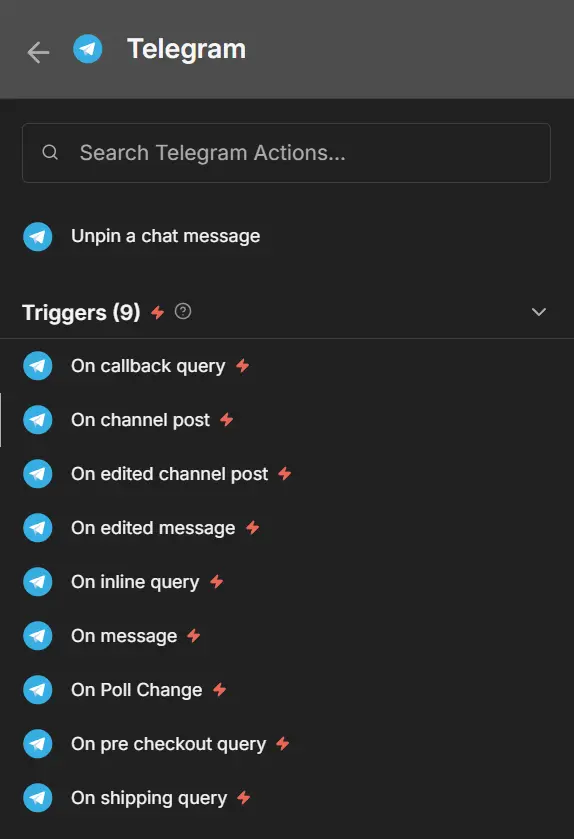 Telegram
Search Telegram Actions...
Unpin a chat message
Triggers (9)
On callback query
On channel post
On edited channel post
On edited message
On inline query
On message
On Poll Change
On pre checkout query
On shipping query